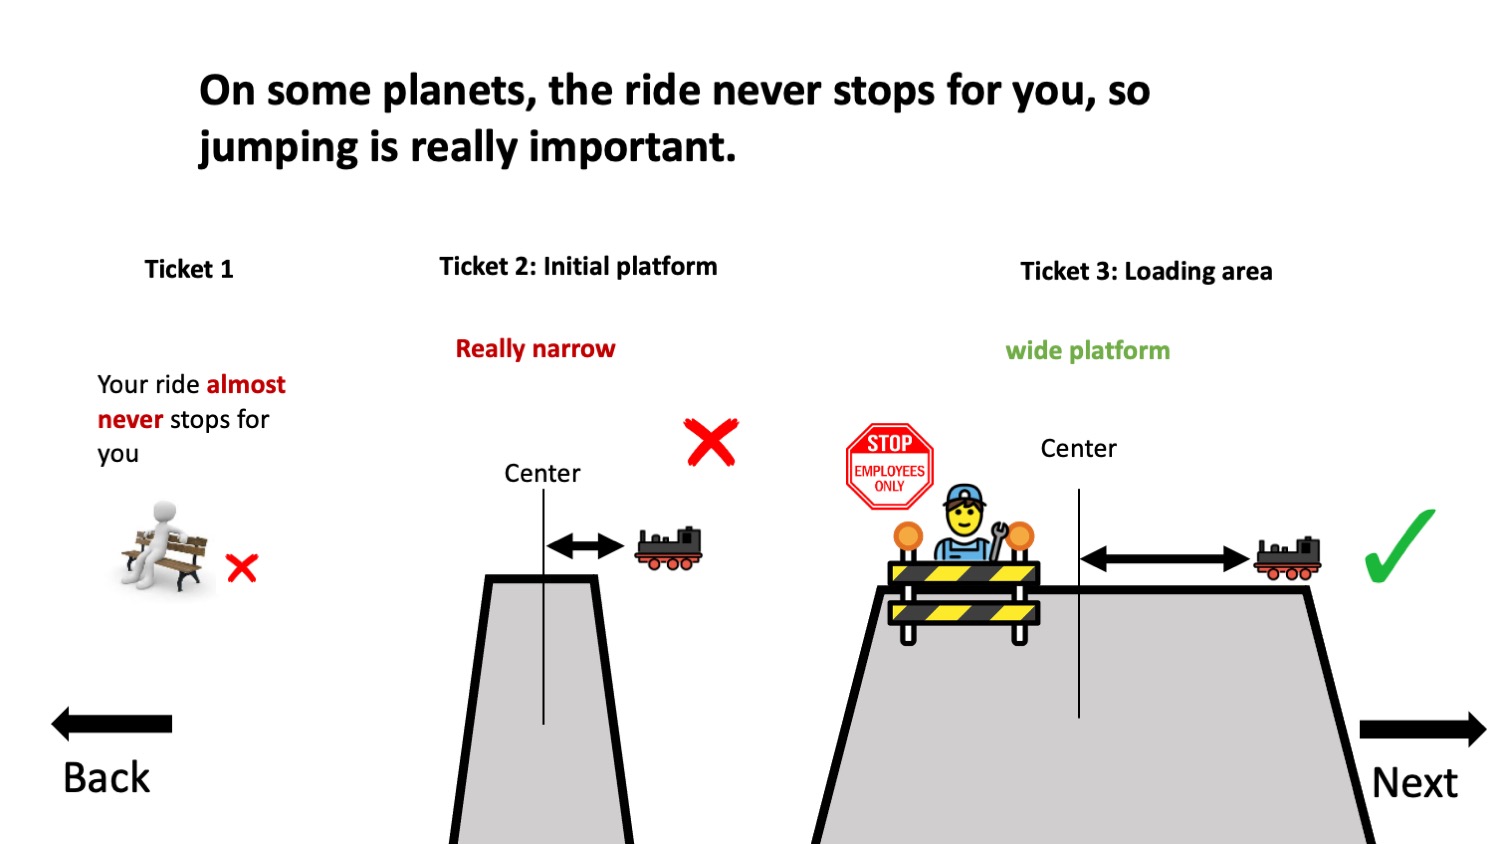 On some planets, the ride never stops for you, so
jumping is really important.
Ticket 1
Ticket 2: Initial platform
Ticket 3: Loading area
Really narrow
wide platform
Your ride almost
never stops for
you
Center
Center
STOP
EMPLOYEES
ONLY
Back
Next